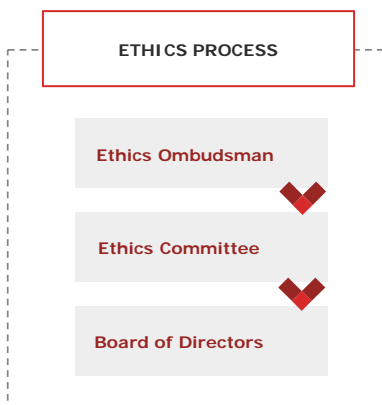 ETHICS PROCESS
Ethics Ombudsman
Ethics Committee
Board of Directors